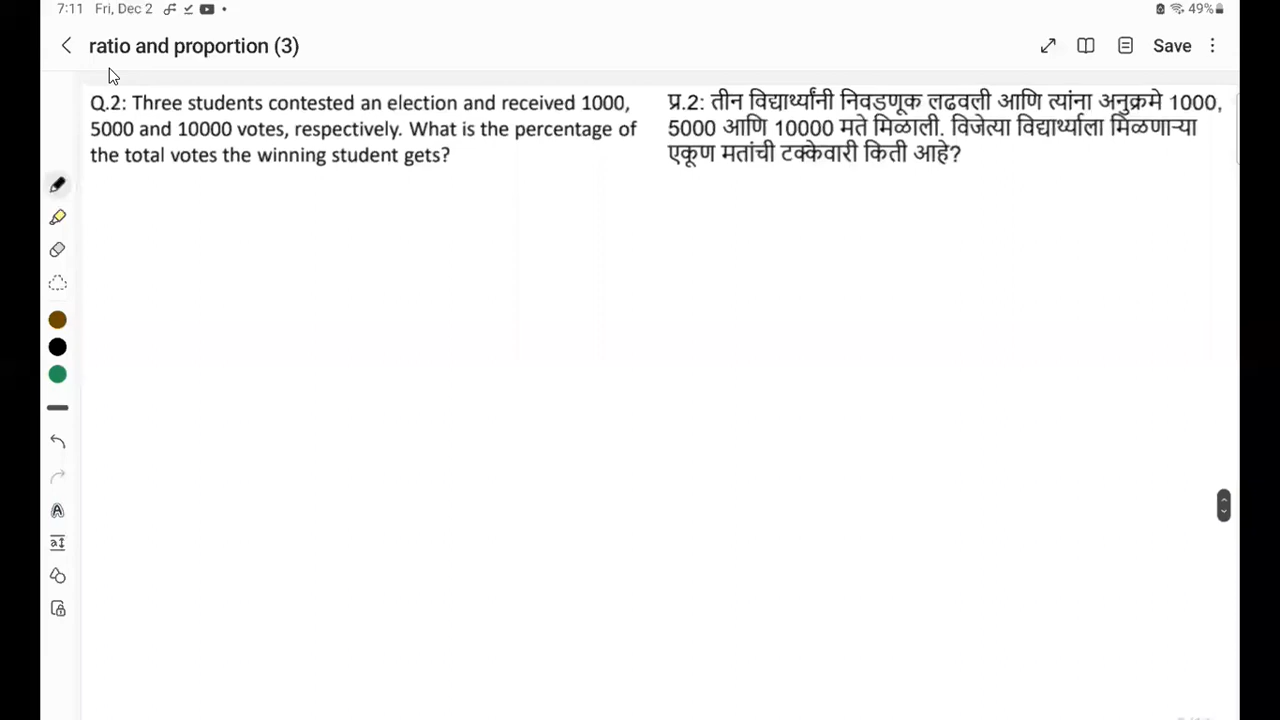 7:11 Fri, Dec 2
49%
ratio and proportion (3)
Save
Q.2: Three students contested an election and received 1000,
5000 and 10000 votes, respectively. What is the percentage of
the total votes the winning student gets?
प्र.2: तीन विद्यार्थ्यांनी निवडणूक लढवली आणि त्यांना अनुक्रमे 1000,
5000 आणि 10000 मते मिळाली. विजेत्या विद्यार्थ्याला मिळणाऱ्या
एकूण मतांची टक्केवारी किती आहे?